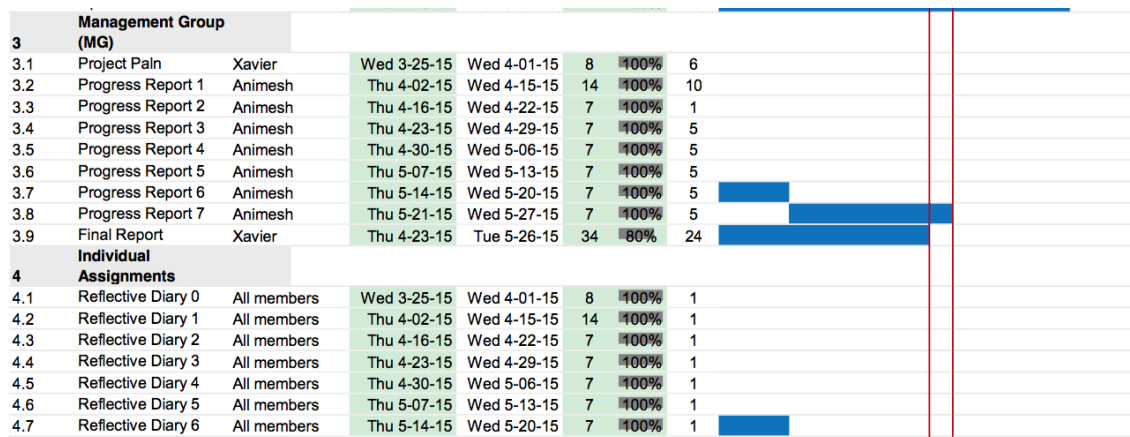 Management Group
3 (MG)
3.1 Project Paln Xavier Wed 3-25-15 Wed 4-01-15 8 100% 6
3.2 Progress Report 1 Animesh Thu 4-02-15 Wed 4-15-15 14 100% 10
3.3 Progress Report 2 Animesh Thu 4-16-15 Wed 4-22-15 7 100% 1
3.4 Progress Report 3 Animesh Thu 4-23-15 Wed 4-29-15 7 100% 5
3.5 Progress Report 4 Animesh Thu 4-30-15 Wed 5-06-15 7 100% 5
3.6 Progress Report 5 Animesh Thu 5-07-15 Wed 5-13-15 7 100% 5
3.7 Progress Report 6 Animesh Thu 5-14-15 Wed 5-20-15 7 100% 5
3.8 Progress Report 7 Animesh Thu 5-21-15 Wed 5-27-15 7 100% 5
3.9 Final Report Xavier Thu 4-23-15 Tue 5-26-15 34 80% 24
Individual
4 Assignments
4.1 Reflective Diary 0 All members Wed 3-25-15 Wed 4-01-15 8 100% 1
4.2 Reflective Diary 1 All members Thu 4-02-15 Wed 4-15-15 14 100% 1
4.3 Reflective Diary 2 All members Thu 4-16-15 Wed 4-22-15 7 100% 1
4.4 Reflective Diary 3 All members Thu 4-23-15 Wed 4-29-15 7 100% 1
4.5 Reflective Diary 4 All members Thu 4-30-15 Wed 5-06-15 7 100% 1
4.6 Reflective Diary 5 All members Thu 5-07-15 Wed 5-13-15 7 100% 1
4.7 Reflective Diary 6 All members Thu 5-14-15 Wed 5-20-15 7 100% 1